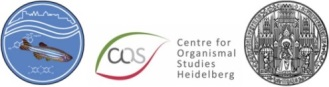 COS
Centre for
Organismal
Studies
Heidelberg